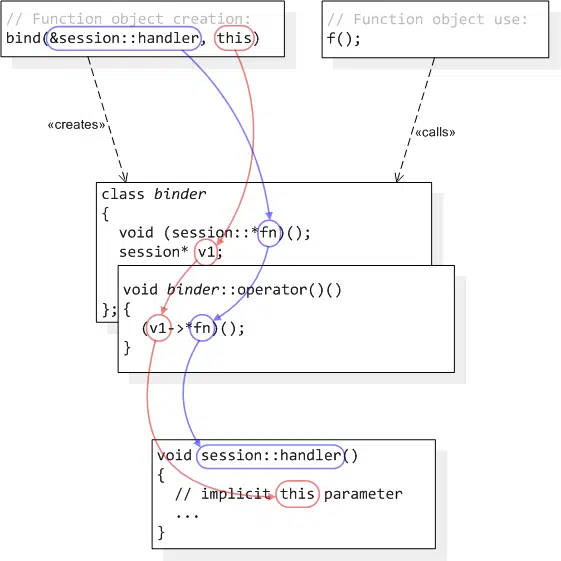 // Function object creation:
bind(&session::handler, this)
// Function object use:
f();
«creates»
«calls»
class binder
{
void (session::*fn)();
session* v1;
};
void binder::operator()()
{
(v1->*fn)();
}
void session::handler()
{
// implicit this parameter
...
}